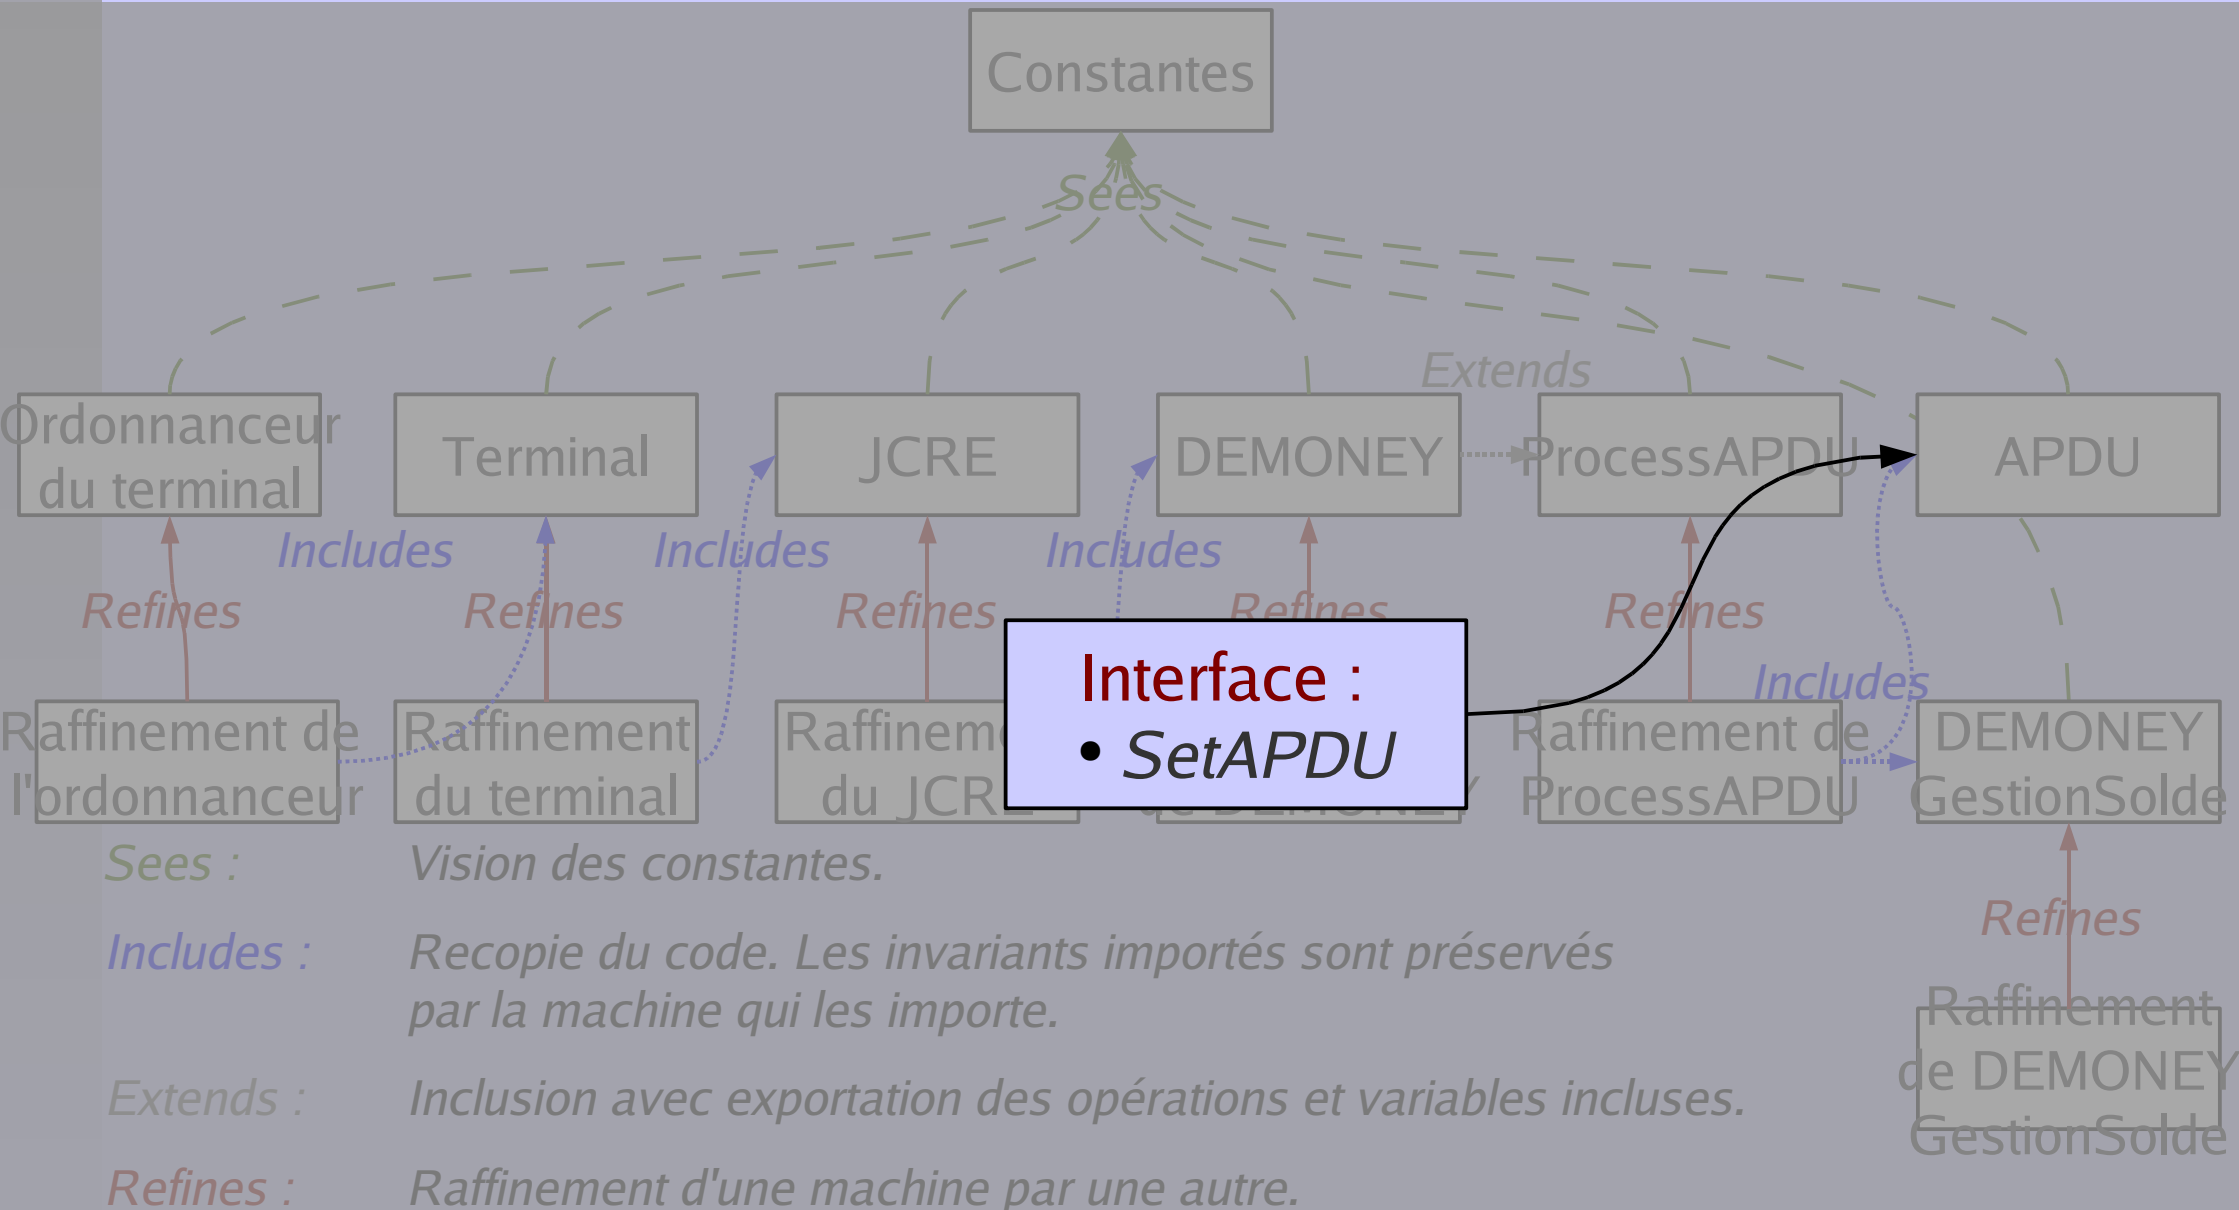 Constantes
Sees
Extends
Ordonnanceur
du terminal
Terminal
JCRE
DEMONEY
ProcessAPDU
APDU
Includes
Includes
Includes
Refines
Refines
Refines
Refines
Refines
Includes
Interface :
• SetAPDU
Raffinement de
l'ordonnanceur
Raffinement
du terminal
Raffinem
du JCRE
de DEMONEY
Raffinement de
ProcessAPDU
DEMONEY
GestionSolde
Refines
Raffinement
de DEMONEY
GestionSolde
Sees : Vision des constantes.
Includes : Recopie du code. Les invariants importés sont préservés
par la machine qui les importe.
Extends : Inclusion avec exportation des opérations et variables incluses.
Refines : Raffinement d'une machine par une autre.